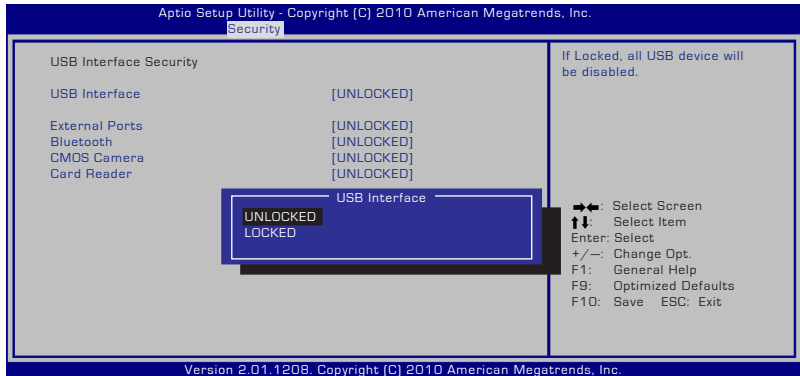 Aptio Setup Utility - Copyright (C) 2010 American Megatrends, Inc.
Security
USB Interface Security
USB Interface [UNLOCKED]
External Ports [UNLOCKED]
Bluetooth [UNLOCKED]
CMOS Camera [UNLOCKED]
Card Reader [UNLOCKED]
USB Interface
UNLOCKED
LOCKED
If Locked, all USB device will
be disabled.
→←: Select Screen
↑↓: Select Item
Enter: Select
+/—: Change Opt.
F1: General Help
F9: Optimized Defaults
F10: Save ESC: Exit
Version 2.01.1208. Copyright (C) 2010 American Megatrends, Inc.